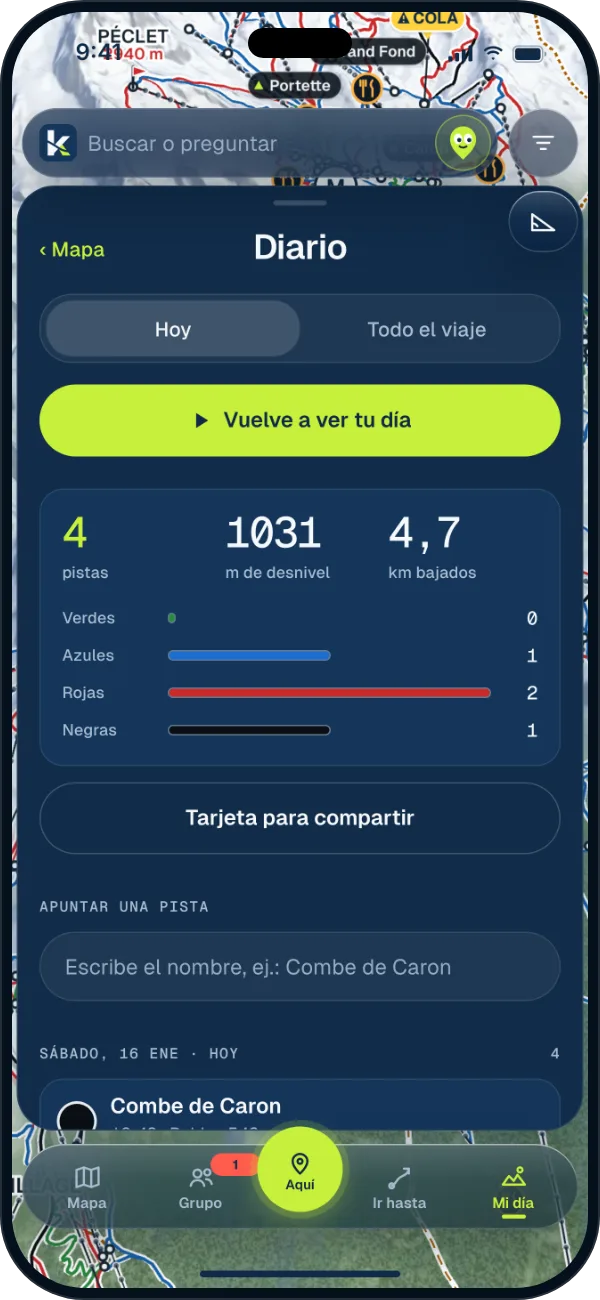 PÉCLET
9:41
2940 m
COLA
and Fond
Portette
Buscar o preguntar
‹ Mapa
Diario
Hoy
Todo el viaje
Vuelve a ver tu día
4
1031
4,7
pistas
m de desnivel
km bajados
Verdes 0
Azules 1
Rojas 2
Negras 1
Tarjeta para compartir
APUNTAR UNA PISTA
Escribe el nombre, ej.: Combe de Caron
SÁBADO, 16 ENE · HOY 4
Combe de Caron
1
Mapa
Grupo
Aquí
Ir hasta
Mi día